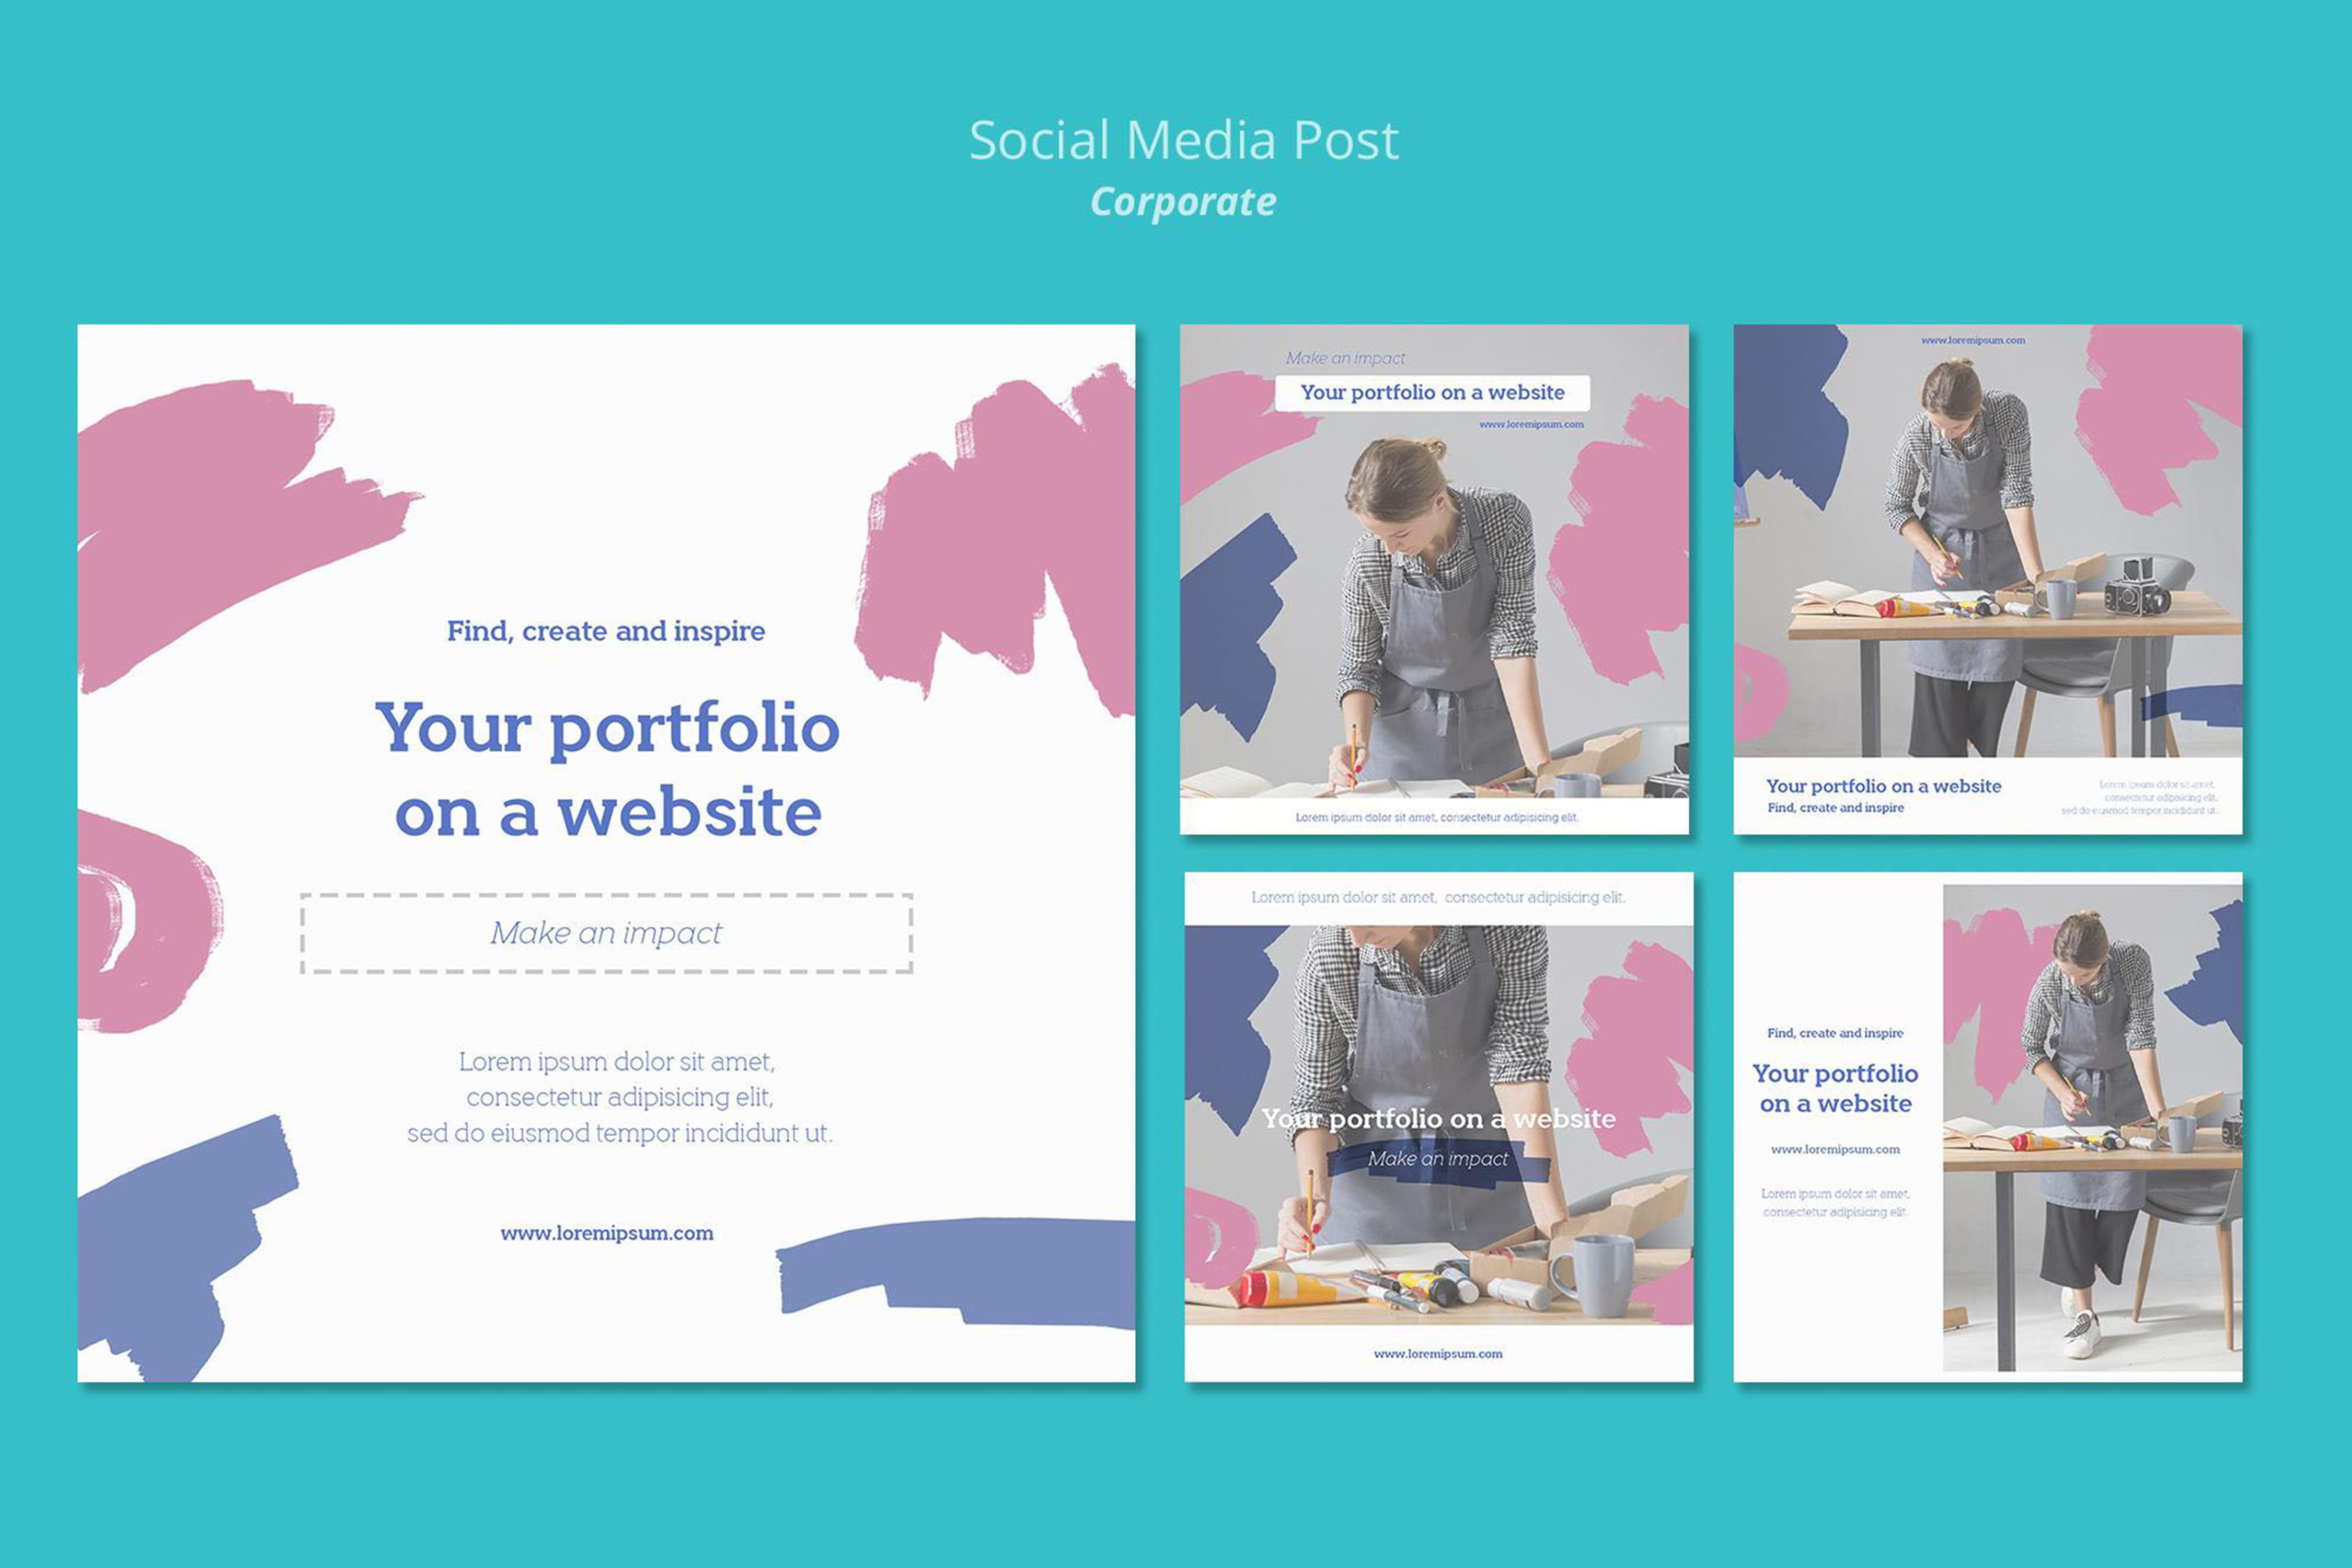 Social Media Post
Corporate
Find, create and inspire
Your portfolio
on a website
Make an impact
Lorem ipsum dolor sit amet,
consectetur adipisicing elit,
sed do eiusmod tempor incididunt ut.
www.loremipsum.com
Make an impact
Your portfolio on a website
www.loremipsum.com
Lorem ipsum dolor sit amet, consectetur adipisicing elit.
www.loremipsum.com
Your portfolio on a website
Find, create and inspire
Lorem ipsum dolor sit amet,
consectetur adipisicing elit,
sed do eiusmod tempor incididunt ut.
Lorem ipsum dolor sit amet, consectetur adipisicing elit.
Your portfolio on a website
Make an impact
www.loremipsum.com
Find, create and inspire
Your portfolio
on a website
www.loremipsum.com
Lorem ipsum dolor sit amet,
consectetur adipisicing elit.